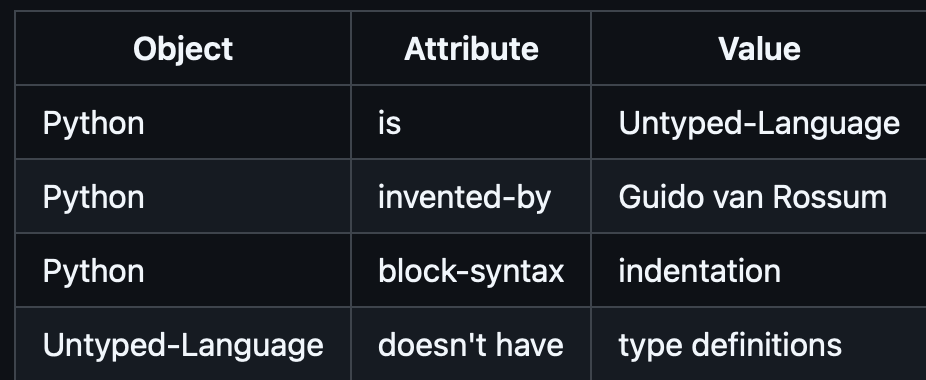 Object Attribute Value
Python is Untyped-Language
Python invented-by Guido van Rossum
Python block-syntax indentation
Untyped-Language doesn't have type definitions